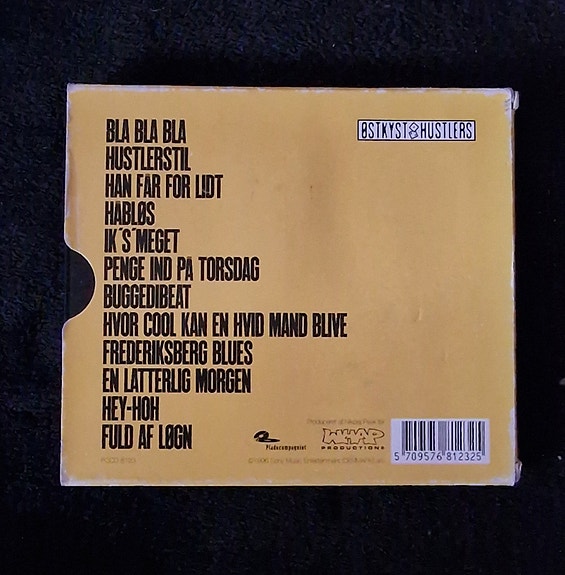 BLA BLA BLA
ØSTKYST HUSTLERS
HUSTLERSTIL
HAN FÅR FOR LIDT
HÅBLØS
IK´S´MEGET
PENGE IND PÅ TORSDAG
BUGGEDIBEAT
HVOR COOL KAN EN HVID MAND BLIVE
FREDERIKSBERG BLUES
EN LATTERLIG MORGEN
HEY-HOH
FULD AF LØGN
Pladecompagniet
WHAP
PRODUCTIONS
5 709576 812325